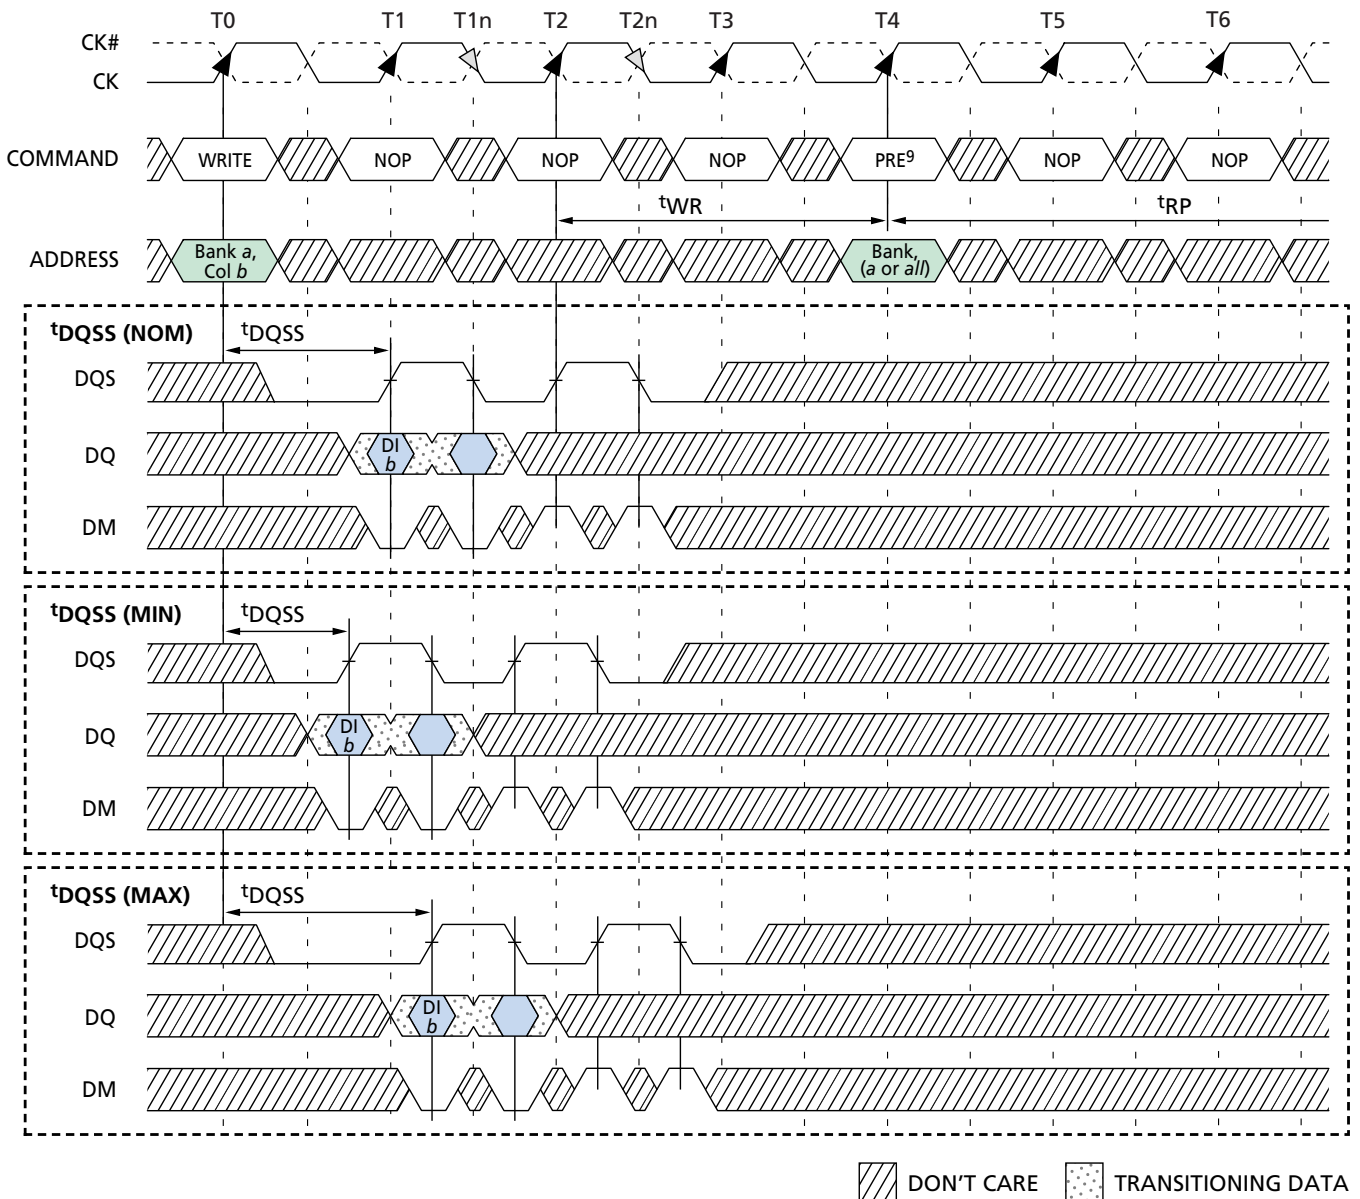 T0 T1 T1n T2 T2n T3 T4 T5 T6
CK#
CK
COMMAND WRITE NOP NOP NOP PRE9 NOP NOP
tWR tRP
ADDRESS Bank a, Col b Bank, (a or all)
tDQSS (NOM) tDQSS
DQS
DQ DI b
DM
tDQSS (MIN) tDQSS
DQS
DQ DI b
DM
tDQSS (MAX) tDQSS
DQS
DQ DI b
DM
DON'T CARE TRANSITIONING DATA